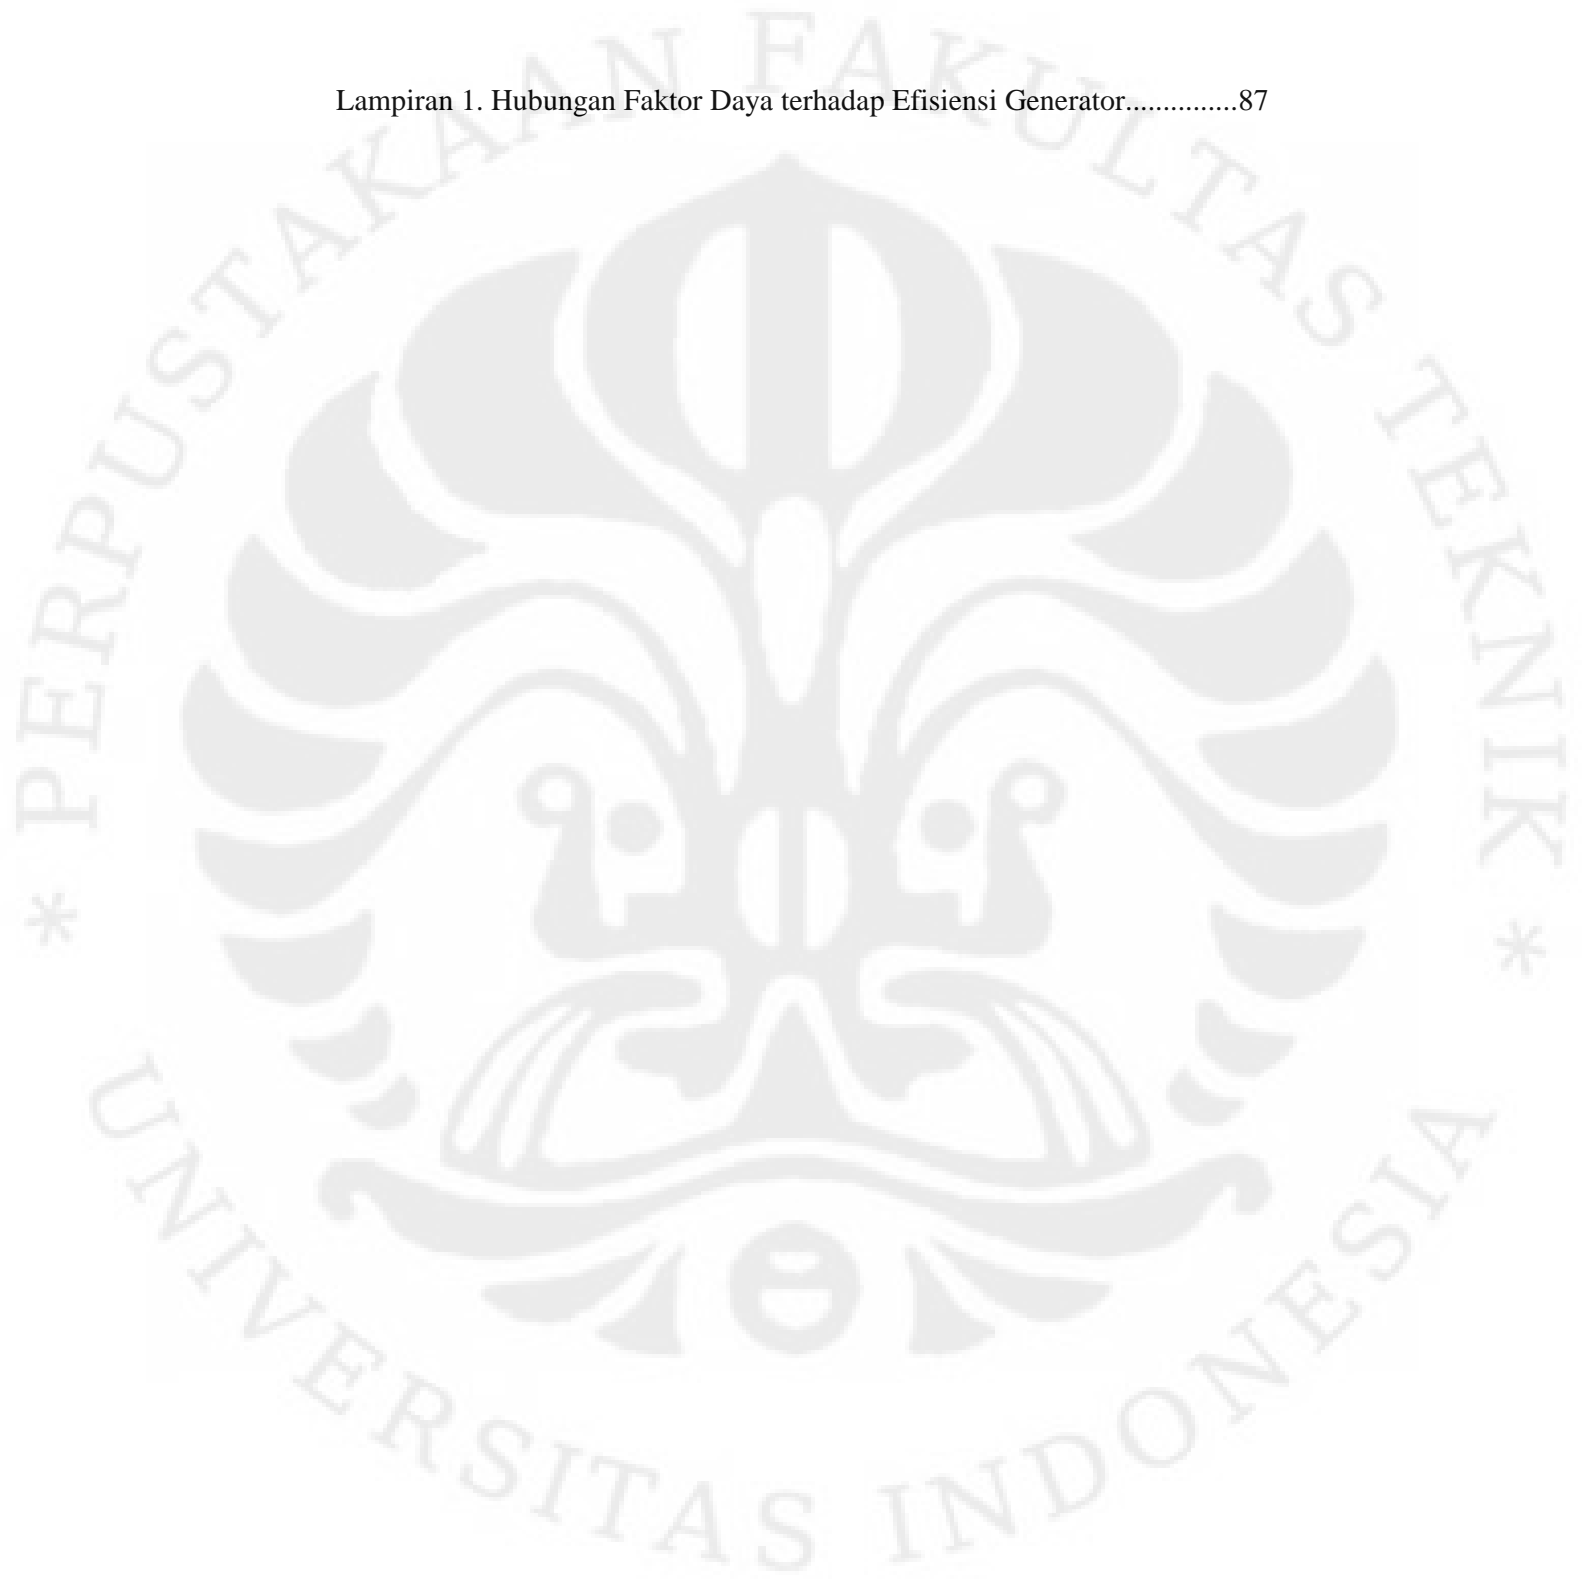 Lampiran 1. Hubungan Faktor Daya terhadap Efisiensi Generator...............87
PERPUSTAKAAN FAKULTAS TEKNIK
* *
UNIVERSITAS INDONESIA